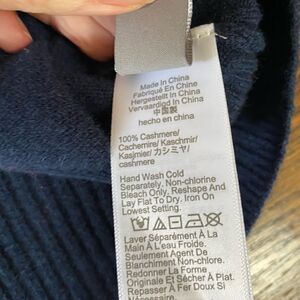 Made In China
Fabriqué En China
Hergestellt In China
Vervaardigd In China
中国製
hecho en china
100% Cashmere/
Cachemire/Kaschmir/
Kasjmier/ カシミヤ/
cashmere
Hand Wash Cold
Separately. Non-chlorine
Bleach Only, Reshape And
Lay Flat To Dry. Iron On
Lowest Setting.
Laver Séparément À La
Main À L'eau Froide.
Seulement Agent De
Blanchiment Non-chlore.
Redonner La Forme
Originale Et Sécher À Plat.
Repasser À Fer Doux Si